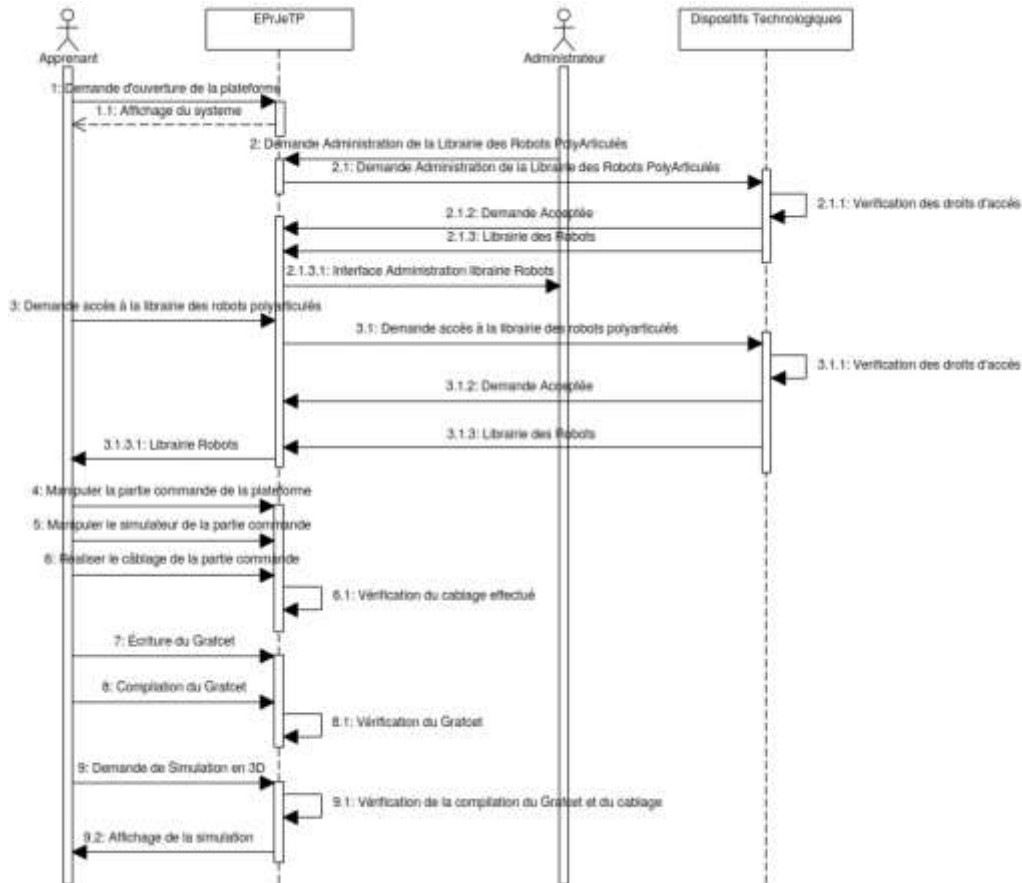 EPrJeTP
Dispositifs Technologiques
Apprenant
Administrateur
1: Demande d'ouverture de la plateforme
1.1: Affichage du systeme
2: Demande Administration de la Librairie des Robots PolyArticulés
2.1: Demande Administration de la Librairie des Robots PolyArticulés
2.1.1: Verification des droits d'accés
2.1.2: Demande Acceptée
2.1.3: Librairie des Robots
2.1.3.1: Interface Administration librairie Robots
3: Demande accès à la librairie des robots polyarticulés
3.1: Demande accès à la librairie des robots polyarticulés
3.1.1: Verification des droits d'accès
3.1.2: Demande Acceptée
3.1.3: Librairie des Robots
3.1.3.1: Librairie Robots
4: Manipuler la partie commande de la plateforme
5: Manipuler le simulateur de la partie commande
6: Réaliser le câblage de la partie commande
6.1: Vérification du cablage effectué
7: Ecriture du Grafcet
8: Compilation du Grafcet
8.1: Vérification du Grafcet
9: Demande de Simulation en 3D
9.1: Vérification de la compilation du Grafcet et du cablage
9.2: Affichage de la simulation